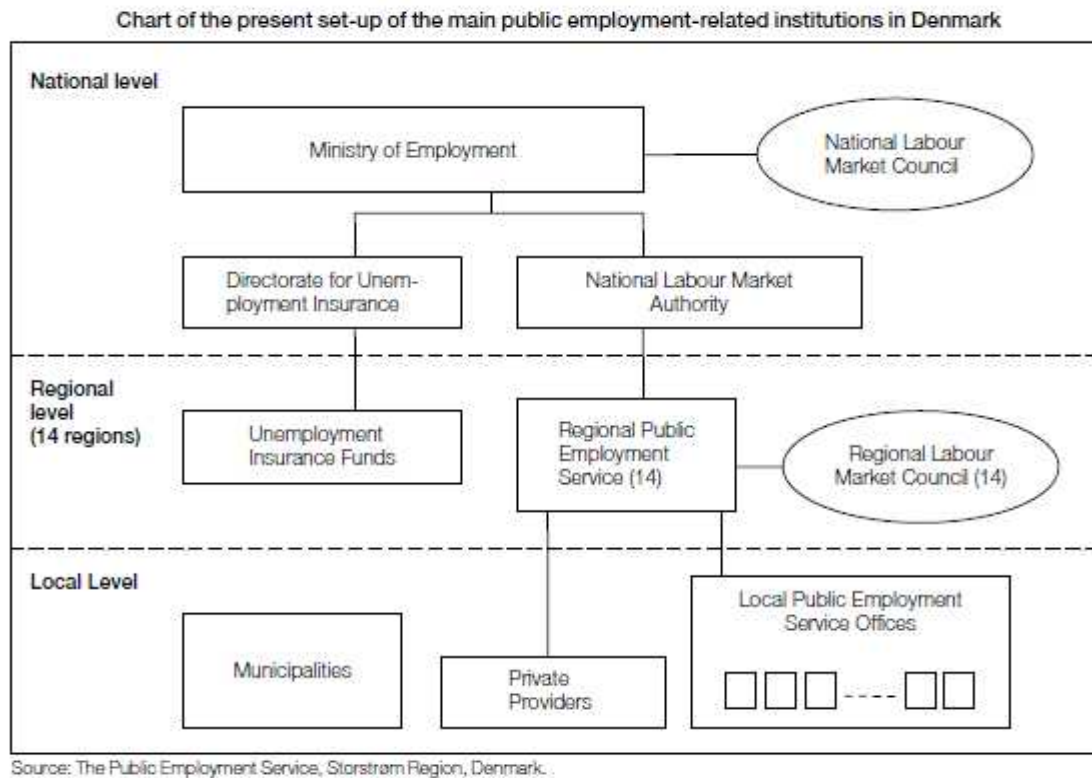 Chart of the present set-up of the main public employment-related institutions in Denmark
National level
Ministry of Employment
National Labour
Market Council
Directorate for Unem-
ployment Insurance
National Labour Market
Authority
Regional
level
(14 regions)
Unemployment
Insurance Funds
Regional Public
Employment
Service (14)
Regional Labour
Market Council (14)
Local Level
Municipalities
Private
Providers
Local Public Employment
Service Offices
Source: The Public Employment Service, Storstrøm Region, Denmark.